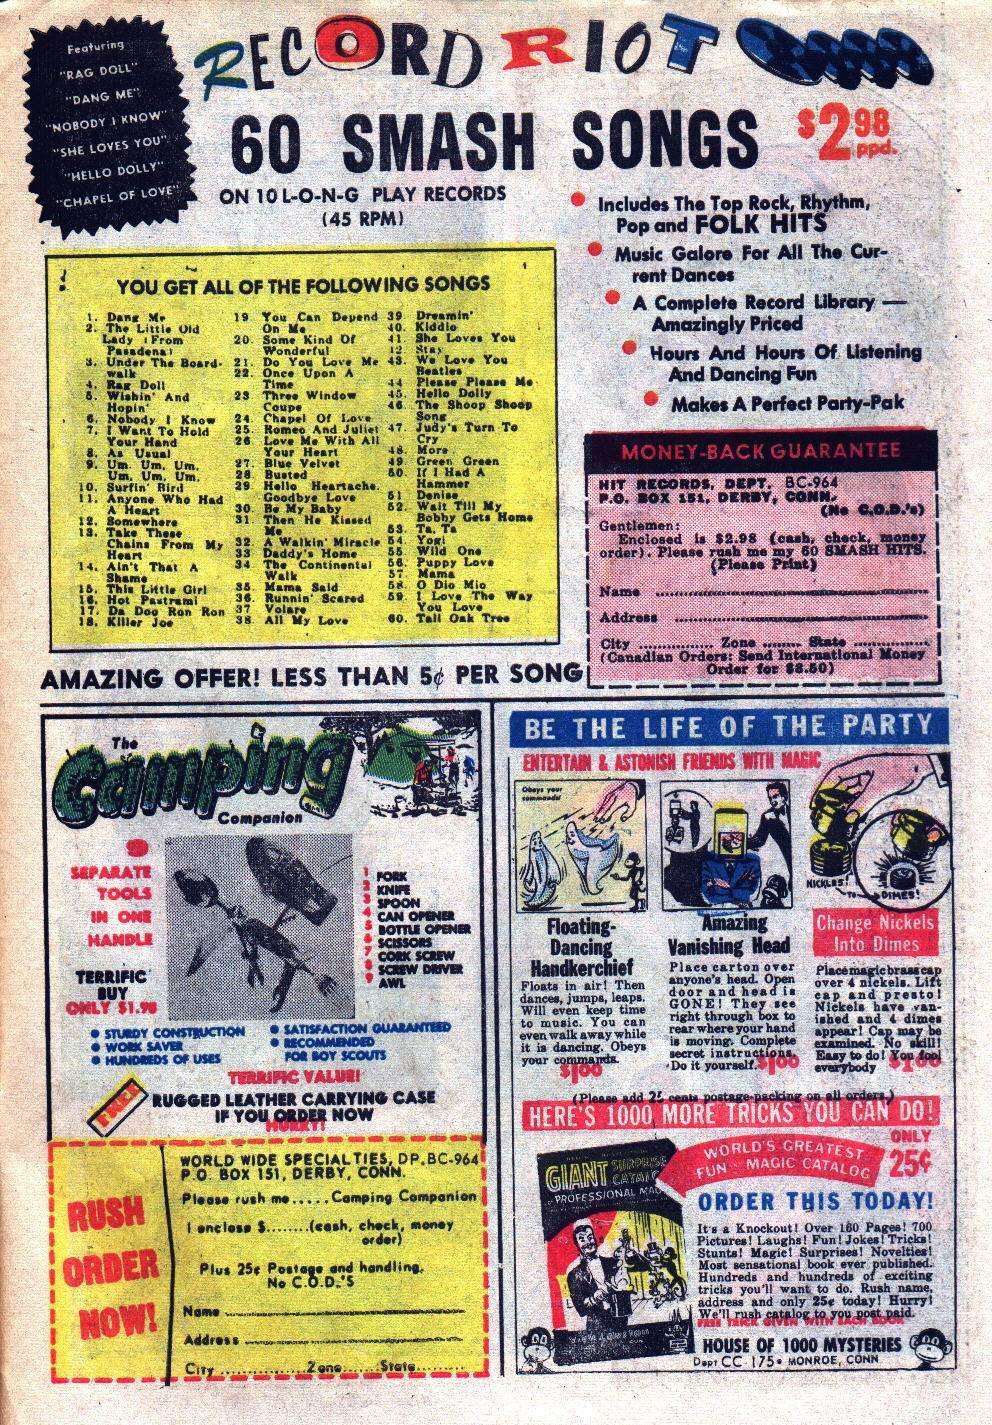 Featuring
"RAG DOLL"
"DANG ME"
"NOBODY I KNOW"
"SHE LOVES YOU"
"HELLO DOLLY"
"CHAPEL OF LOVE"
RECORD RIOT
60 SMASH SONGS
$2.98
ppd.
ON 10 L-O-N-G PLAY RECORDS
(45 RPM)
• Includes The Top Rock, Rhythm,
Pop and FOLK HITS
• Music Galore For All The Cur-
rent Dances
• A Complete Record Library —
Amazingly Priced
• Hours And Hours Of Listening
And Dancing Fun
• Makes A Perfect Party-Pak
YOU GET ALL OF THE FOLLOWING SONGS
1. Dang Me
2. The Little Old
Lady (From
Pasadena)
3. Under The Board-
walk
4. Rag Doll
5. Wishin' And
Hopin'
6. Nobody I Know
7. I Want To Hold
Your Hand
8. As Usual
9. Um, Um, Um,
Um, Um, Um
10. Surfin' Bird
11. Anyone Who Had
A Heart
12. Somewhere
13. Take These
Chains From My
Heart
14. Ain't That A
Shame
15. This Little Girl
16. Hot Pastrami
17. Da Doo Ron Ron
18. Killer Joe
19 You Can Depend
On Me
20. Some Kind Of
Wonderful
21. Do You Love Me
22. Once Upon A
Time
23 Three Window
Coupe
24. Chapel Of Love
25. Romeo And Juliet
26 Love Me With All
Your Heart
27. Blue Velvet
28. Busted
29 Hello Heartache,
Goodbye Love
30 Be My Baby
31. Then He Kissed
Me
32. A Walkin' Miracle
33 Daddy's Home
34 The Continental
Walk
35. Mama Said
36. Runnin' Scared
37 Volare
38. All My Love
39 Dreamin'
40. Kiddio
41. She Loves You
42 Stay
43. We Love You
Beatles
44 Please Please Me
45. Hello Dolly
46. The Shoop Shoop
Song
47. Judy's Turn To
Cry
48. More
49. Green Green
50. If I Had A
Hammer
51 Denise
52. Wait Till My
Bobby Gets Home
53. Ta, Ta
54. Yogi
55. Wild One
56. Puppy Love
57. Mama
58. O Dio Mio
59. I Love The Way
You Love
60. Tall Oak Tree
AMAZING OFFER! LESS THAN 5¢ PER SONG
MONEY-BACK GUARANTEE
HIT RECORDS, DEPT. BC-964
P.O. BOX 151, DERBY, CONN.
(No C.O.D.'s)
Gentlemen:
Enclosed is $2.98 (cash, check, money
order). Please rush me my 60 SMASH HITS.
(Please Print)
Name
Address
City ............... Zone ....... State ...............
(Canadian Orders: Send International Money
Order for $3.50)
The
Camping
Companion
9
SEPARATE
TOOLS
IN ONE
HANDLE
TERRIFIC
BUY
ONLY $1.98
1 FORK
2 KNIFE
3 SPOON
4 CAN OPENER
5 BOTTLE OPENER
6 SCISSORS
7 CORK SCREW
8 SCREW DRIVER
9 AWL
• STURDY CONSTRUCTION
• WORK SAVER
• HUNDREDS OF USES
• SATISFACTION GUARANTEED
• RECOMMENDED
FOR BOY SCOUTS
TERRIFIC VALUE!
FREE
RUGGED LEATHER CARRYING CASE
IF YOU ORDER NOW
HURRY!
RUSH
ORDER
NOW!
WORLD WIDE SPECIALTIES, DP. BC-964
P.O. BOX 151, DERBY, CONN.
Please rush me......Camping Companion
I enclose $........(cash, check, money
order)
Plus 25¢ Postage and handling.
No C.O.D.'S
Name
Address
City ............... Zone.......State..........
BE THE LIFE OF THE PARTY
ENTERTAIN & ASTONISH FRIENDS WITH MAGIC
Obeys your
commands!
NICKLES!
TO DIMES!
Floating-
Dancing
Handkerchief
Floats in air! Then
dances, jumps, leaps.
Will even keep time
to music. You can
even walk away while
it is dancing. Obeys
your commands.
$1.00
Amazing
Vanishing Head
Place carton over
anyone's head. Open
door and head is
GONE! They see
right through box to
rear where your hand
is moving. Complete
secret instructions.
Do it yourself. $1.00
Change Nickels
Into Dimes
Place magic brass cap
over 4 nickels. Lift
cap and presto!
Nickels have van-
ished and 4 dimes
appear! Cap may be
examined. No skill!
Easy to do! You fool
everybody $1.00
(Please add 25 cents postage-packing on all orders.)
HERE'S 1000 MORE TRICKS YOU CAN DO!
GIANT SURPRISE
CATALOG
PROFESSIONAL MAGIC
WORLD'S GREATEST
FUN - MAGIC CATALOG
ONLY
25¢
ORDER THIS TODAY!
It's a Knockout! Over 160 Pages! 700
Pictures! Laughs! Fun! Jokes! Tricks!
Stunts! Magic! Surprises! Novelties!
Most sensational book ever published.
Hundreds and hundreds of exciting
tricks you'll want to do. Rush name,
address and only 25¢ today! Hurry!
We'll rush catalog to you post paid.
FREE TRICK GIVEN WITH EACH BOOK
HOUSE OF 1000 MYSTERIES
Dept CC 175• MONROE, CONN